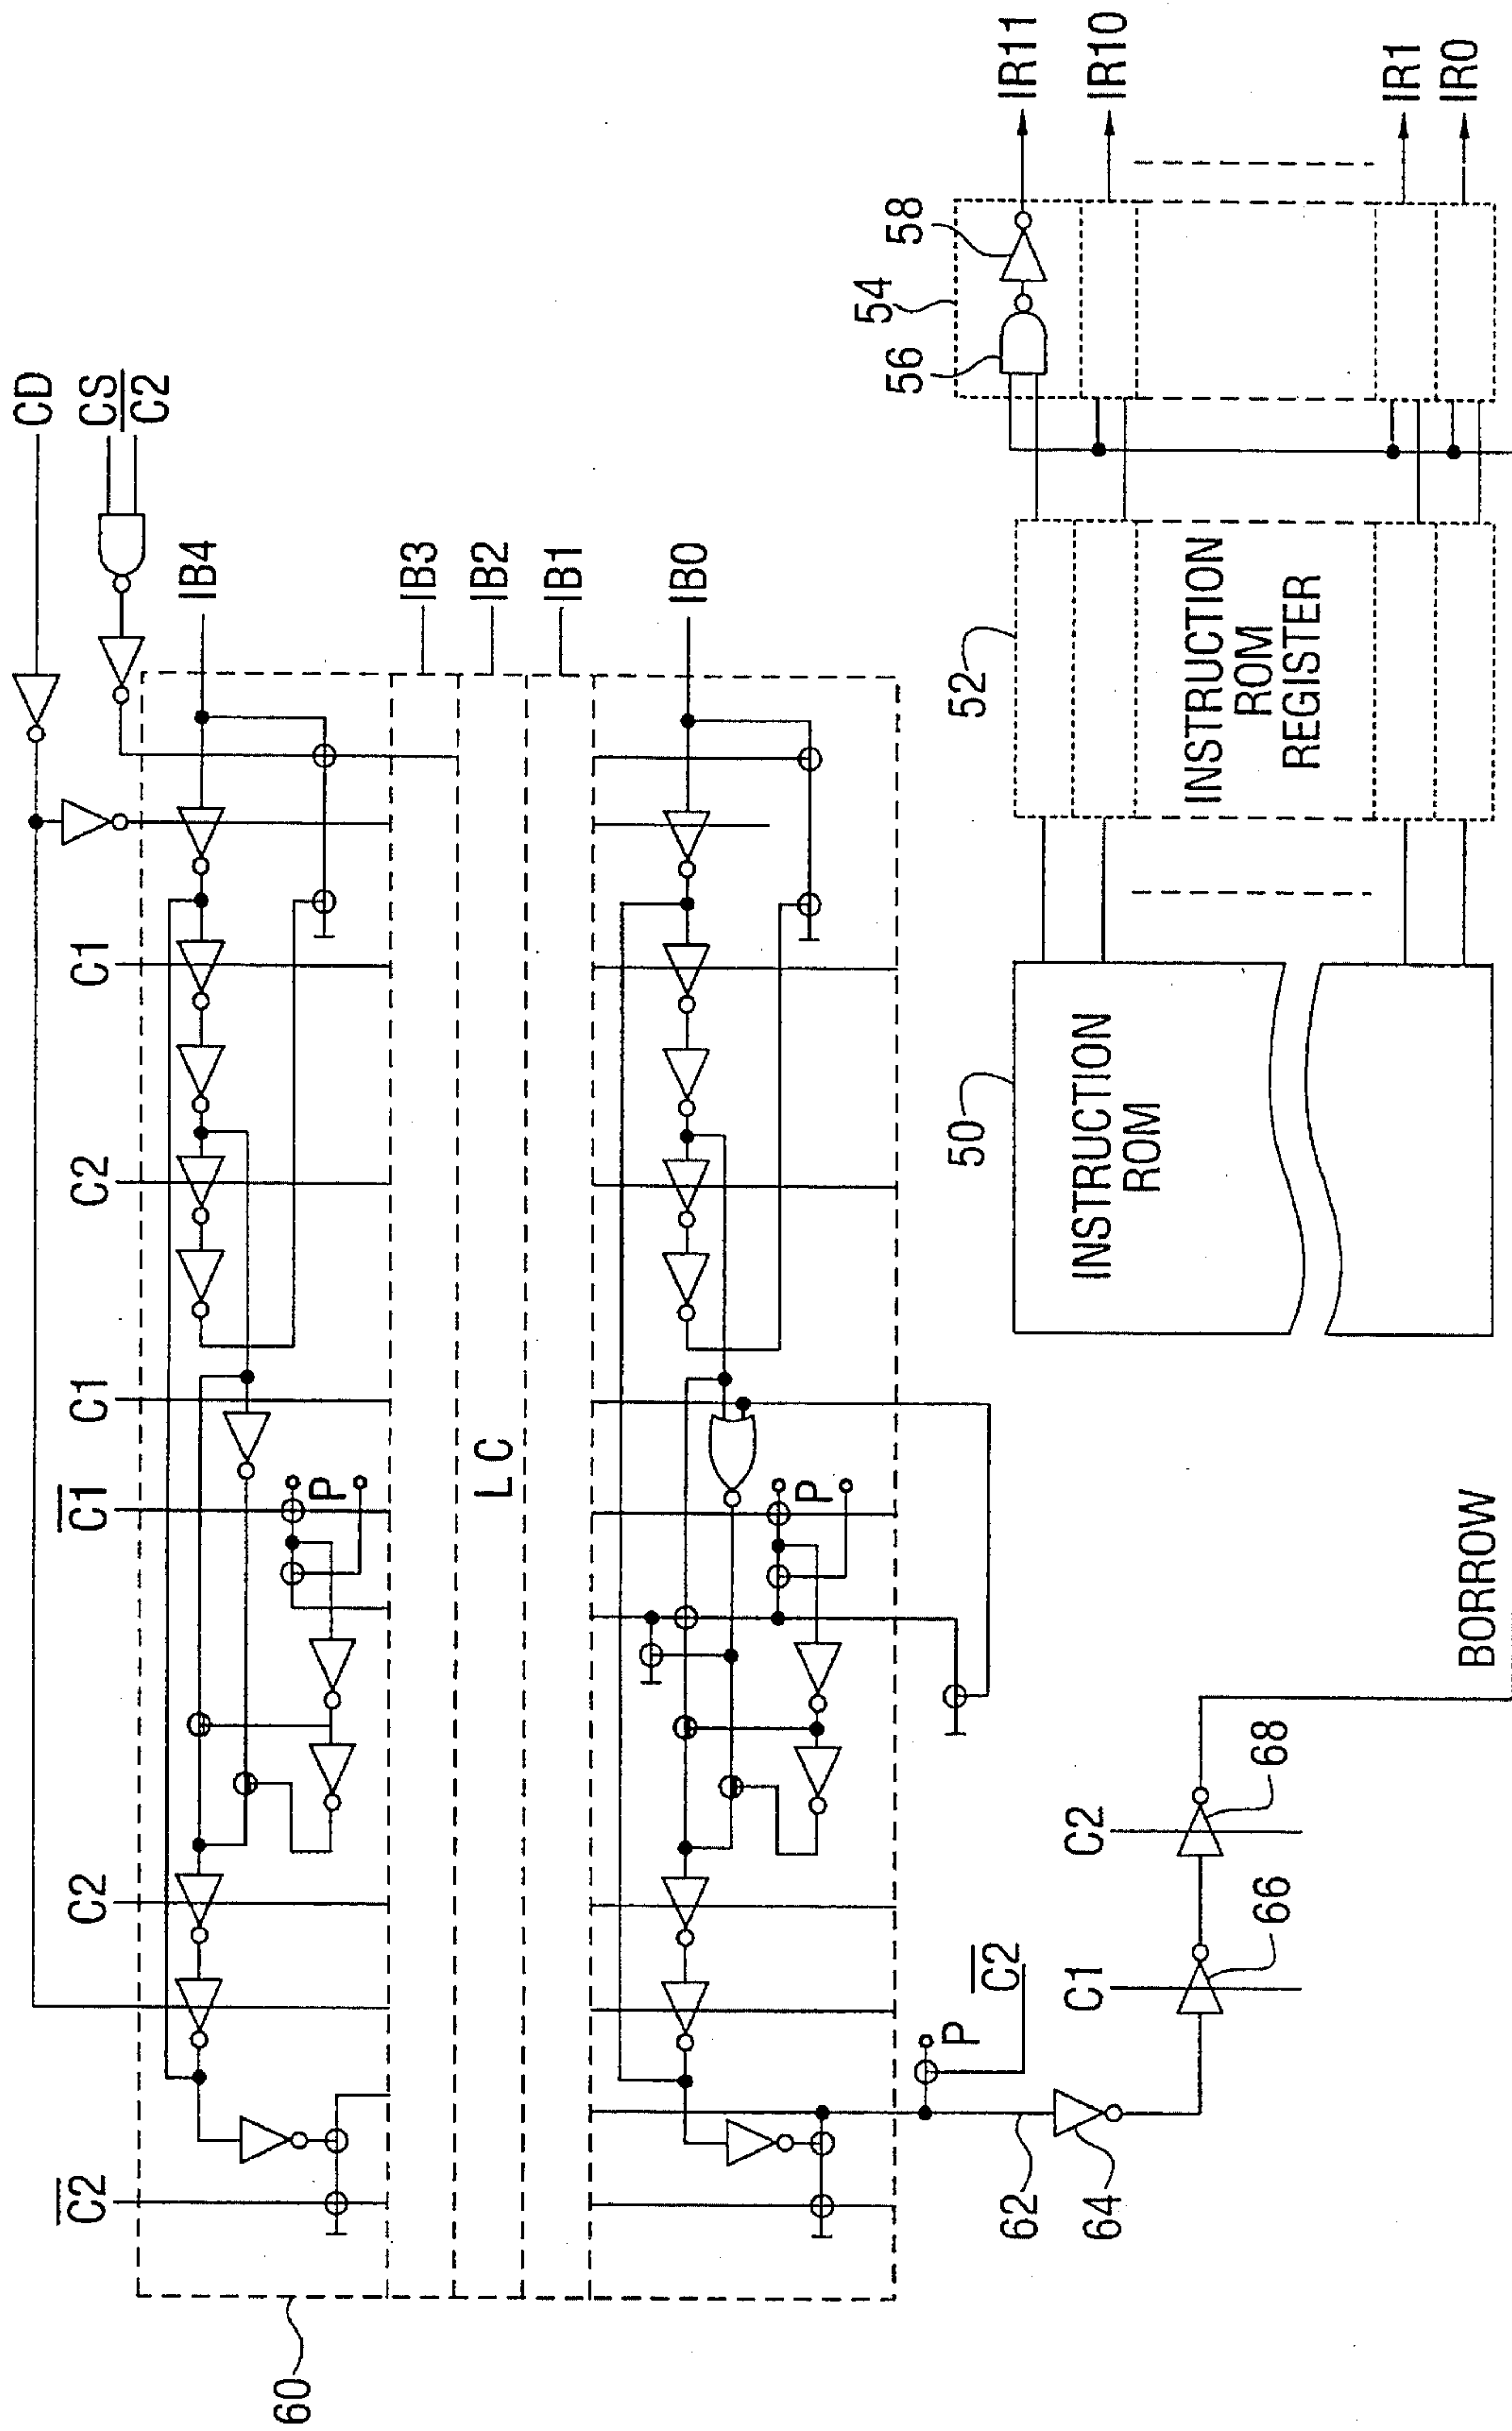 CD
CS
C2
IB4
IB3
IB2
IB1
IB0
C1
C2
C1
C1
C2
C2
L C
P
P
60
P
C2
62
64
C1
66
C2
68
BORROW
50
INSTRUCTION
ROM
52
INSTRUCTION
ROM
REGISTER
54
56
58
IR11
IR10
IR1
IR0